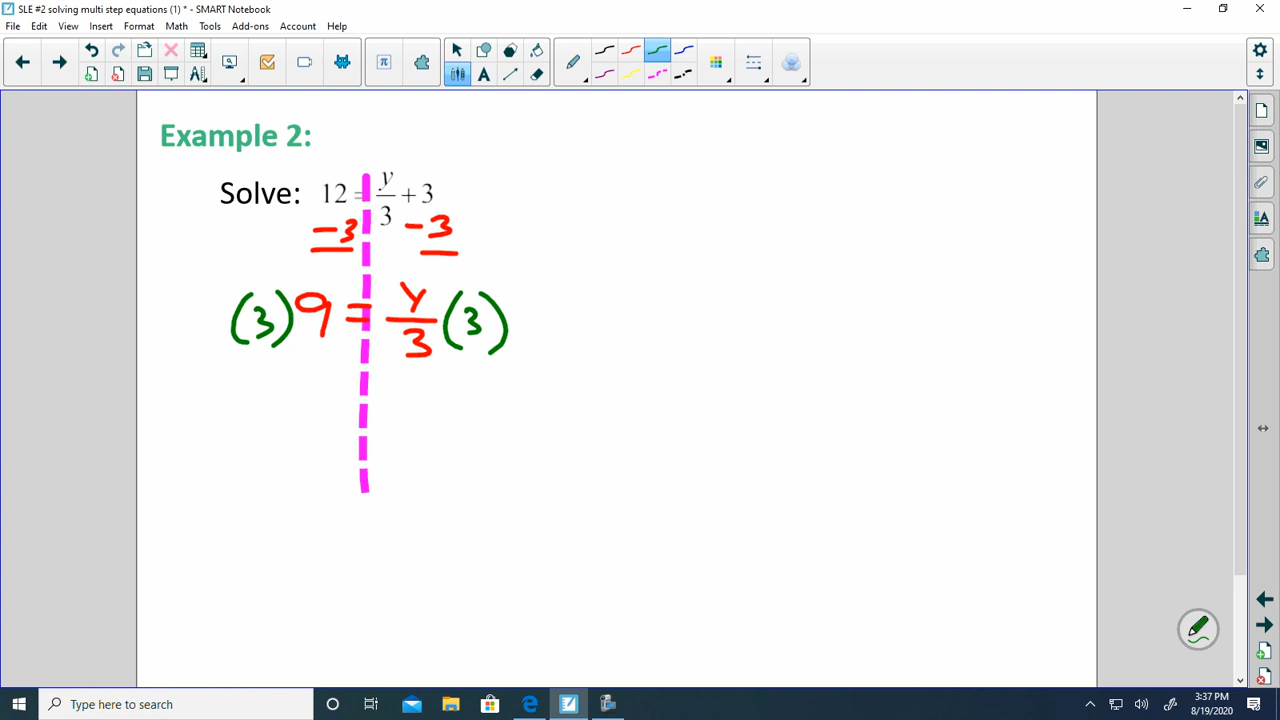 SLE #2 solving multi step equations (1) * - SMART Notebook
File Edit View Insert Format Math Tools Add-ons Account Help
Example 2:
Solve: 12 = y/3 + 3
-3 -3
(3) 9 = y/3 (3)
Type here to search
3:37 PM
8/19/2020